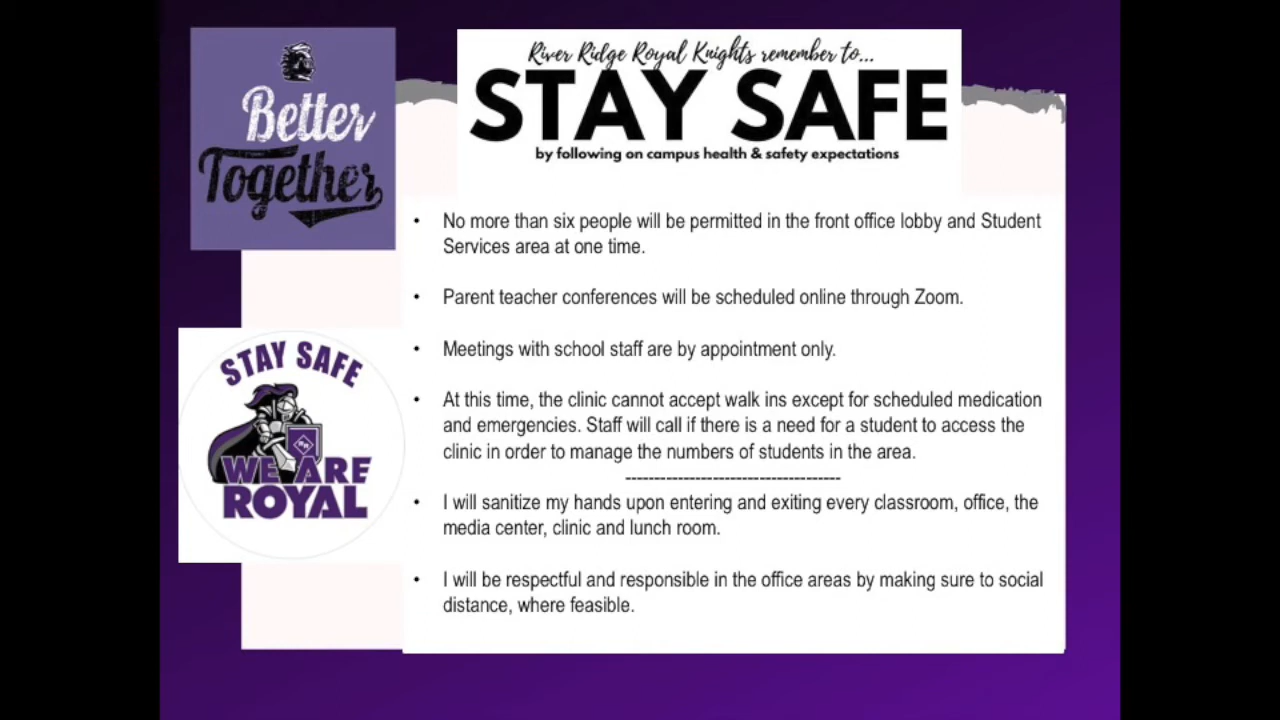 Better
Together
River Ridge Royal Knights remember to...
STAY SAFE
by following on campus health & safety expectations
• No more than six people will be permitted in the front office lobby and Student
Services area at one time.
• Parent teacher conferences will be scheduled online through Zoom.
• Meetings with school staff are by appointment only.
• At this time, the clinic cannot accept walk ins except for scheduled medication
and emergencies. Staff will call if there is a need for a student to access the
clinic in order to manage the numbers of students in the area.
-------------------------------------
• I will sanitize my hands upon entering and exiting every classroom, office, the
media center, clinic and lunch room.
• I will be respectful and responsible in the office areas by making sure to social
distance, where feasible.
STAY SAFE
WE ARE
ROYAL